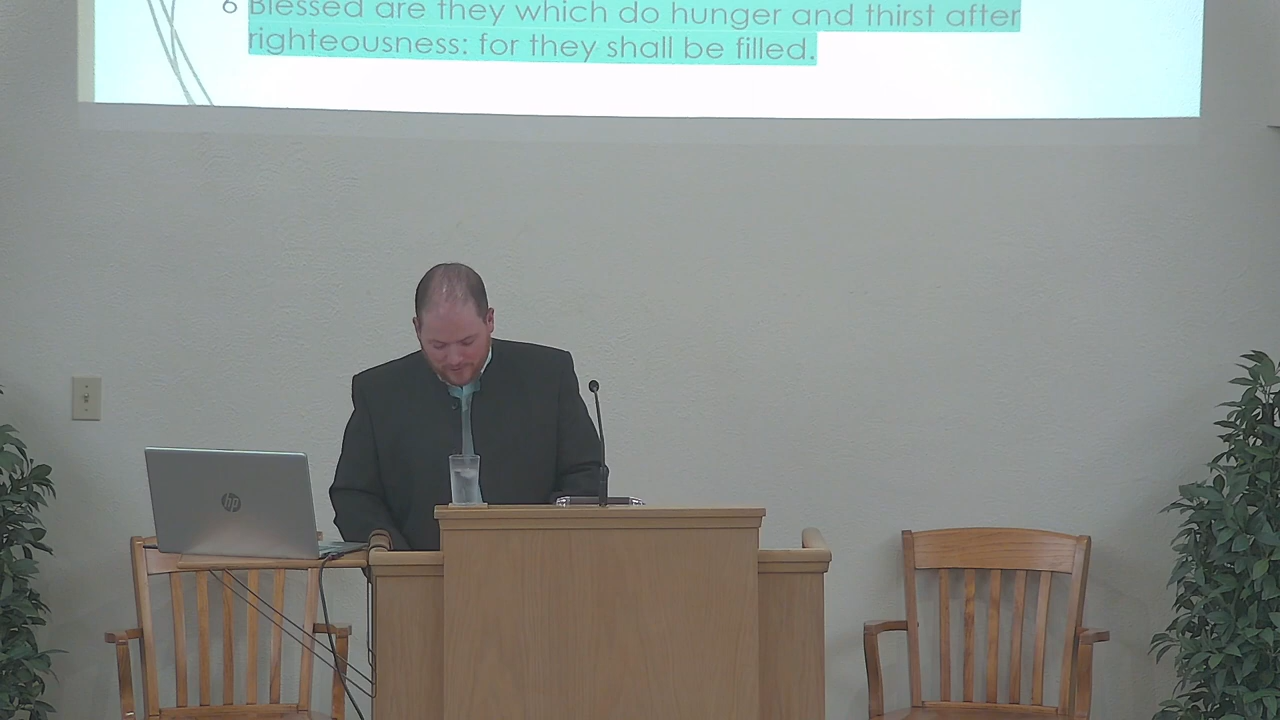 6 Blessed are they which do hunger and thirst after
righteousness: for they shall be filled.
hp